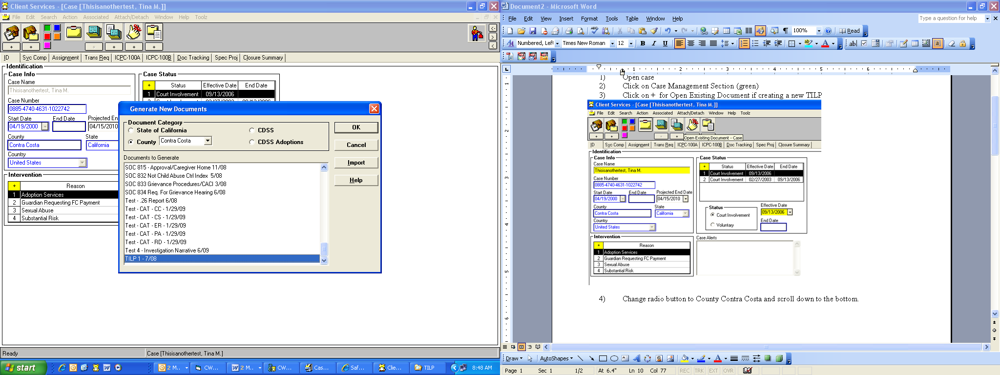 Client Services - [Case [Thisisanothertest, Tina M.]]
File Edit Search Action Associated Attach/Detach Window Help Toolz
+ + + + + +
ID Svc Comp Assignment Trans Req ICPC-100A ICPC-100B Doc Tracking Spec Proj Closure Summary
Identification
Case Info
Case Name
Thisisanothertest, Tina M.
Case Number
0885-4740-4631-1022742
Start Date End Date Projected En
04/19/2000 04/15/2010
County State
Contra Costa California
Country
United States
Case Status
+ Status Effective Date End Date
1 Court Involvement 09/13/2006
Intervention
+ Reason
1 Adoption Services
2 Guardian Requesting FC Payment
3 Sexual Abuse
4 Substantial Risk
Generate New Documents
Document Category
State of California CDSS
County Contra Costa CDSS Adoptions
OK
Cancel
Import
Help
Documents to Generate
SOC 815 - Approval/Caregiver Home 11/08
SOC 832 Not Child Abuse Ctrl Index 5/08
SOC 833 Grievance Procedures/CACI 3/08
SOC 834 Req. For Grievance Hearing 6/08
Test - .26 Report 6/08
Test - CAT - CC - 1/29/09
Test - CAT - CS - 1/29/09
Test - CAT - ER - 1/29/09
Test - CAT - PA - 1/29/09
Test - CAT - RD - 1/29/09
Test 4 - Investigation Narrative 6/09
TILP 1 - 7/08
Ready Case [Thisisanothertest, Tina M.]
start 2 M... CW... 2 M... CW... Cas... Saf... Clie... TILP 8:48 AM
Document2 - Microsoft Word
File Edit View Insert Format Tools Table Window Help Type a question for help
100% Read
Numbered, Left Times New Roman 12 B I U
1 2 3 4 5 6
1) Open case
2) Click on Case Management Section (green)
3) Click on + for Open Existing Document if creating a new TILP
Client Services - [Case [Thisisanothertest, Tina M.]]
File Edit Search Action Associated Attach/Detach Window Help Toolz
Open Existing Document - Case
ID Svc Comp Assignment Trans Req ICPC-100A ICPC-100B Doc Tracking Spec Proj Closure Summary
Identification
Case Info
Case Name
Thisisanothertest, Tina M.
Case Number
0885-4740-4631-1022742
Start Date End Date Projected End Date
04/19/2000 04/15/2010
County State
Contra Costa California
Country
United States
Case Status
+ Status Effective Date End Date
1 Court Involvement 09/13/2006
2 Court Involvement 02/27/2003 09/13/2006
Status
Court Involvement
Voluntary
Effective Date
09/13/2006
End Date
Intervention
+ Reason
1 Adoption Services
2 Guardian Requesting FC Payment
3 Sexual Abuse
4 Substantial Risk
Case Alerts
4) Change radio button to County Contra Costa and scroll down to the bottom.
Draw AutoShapes
Page 1 Sec 1 1/2 At 6.4" Ln 10 Col 77 REC TRK EXT OVR